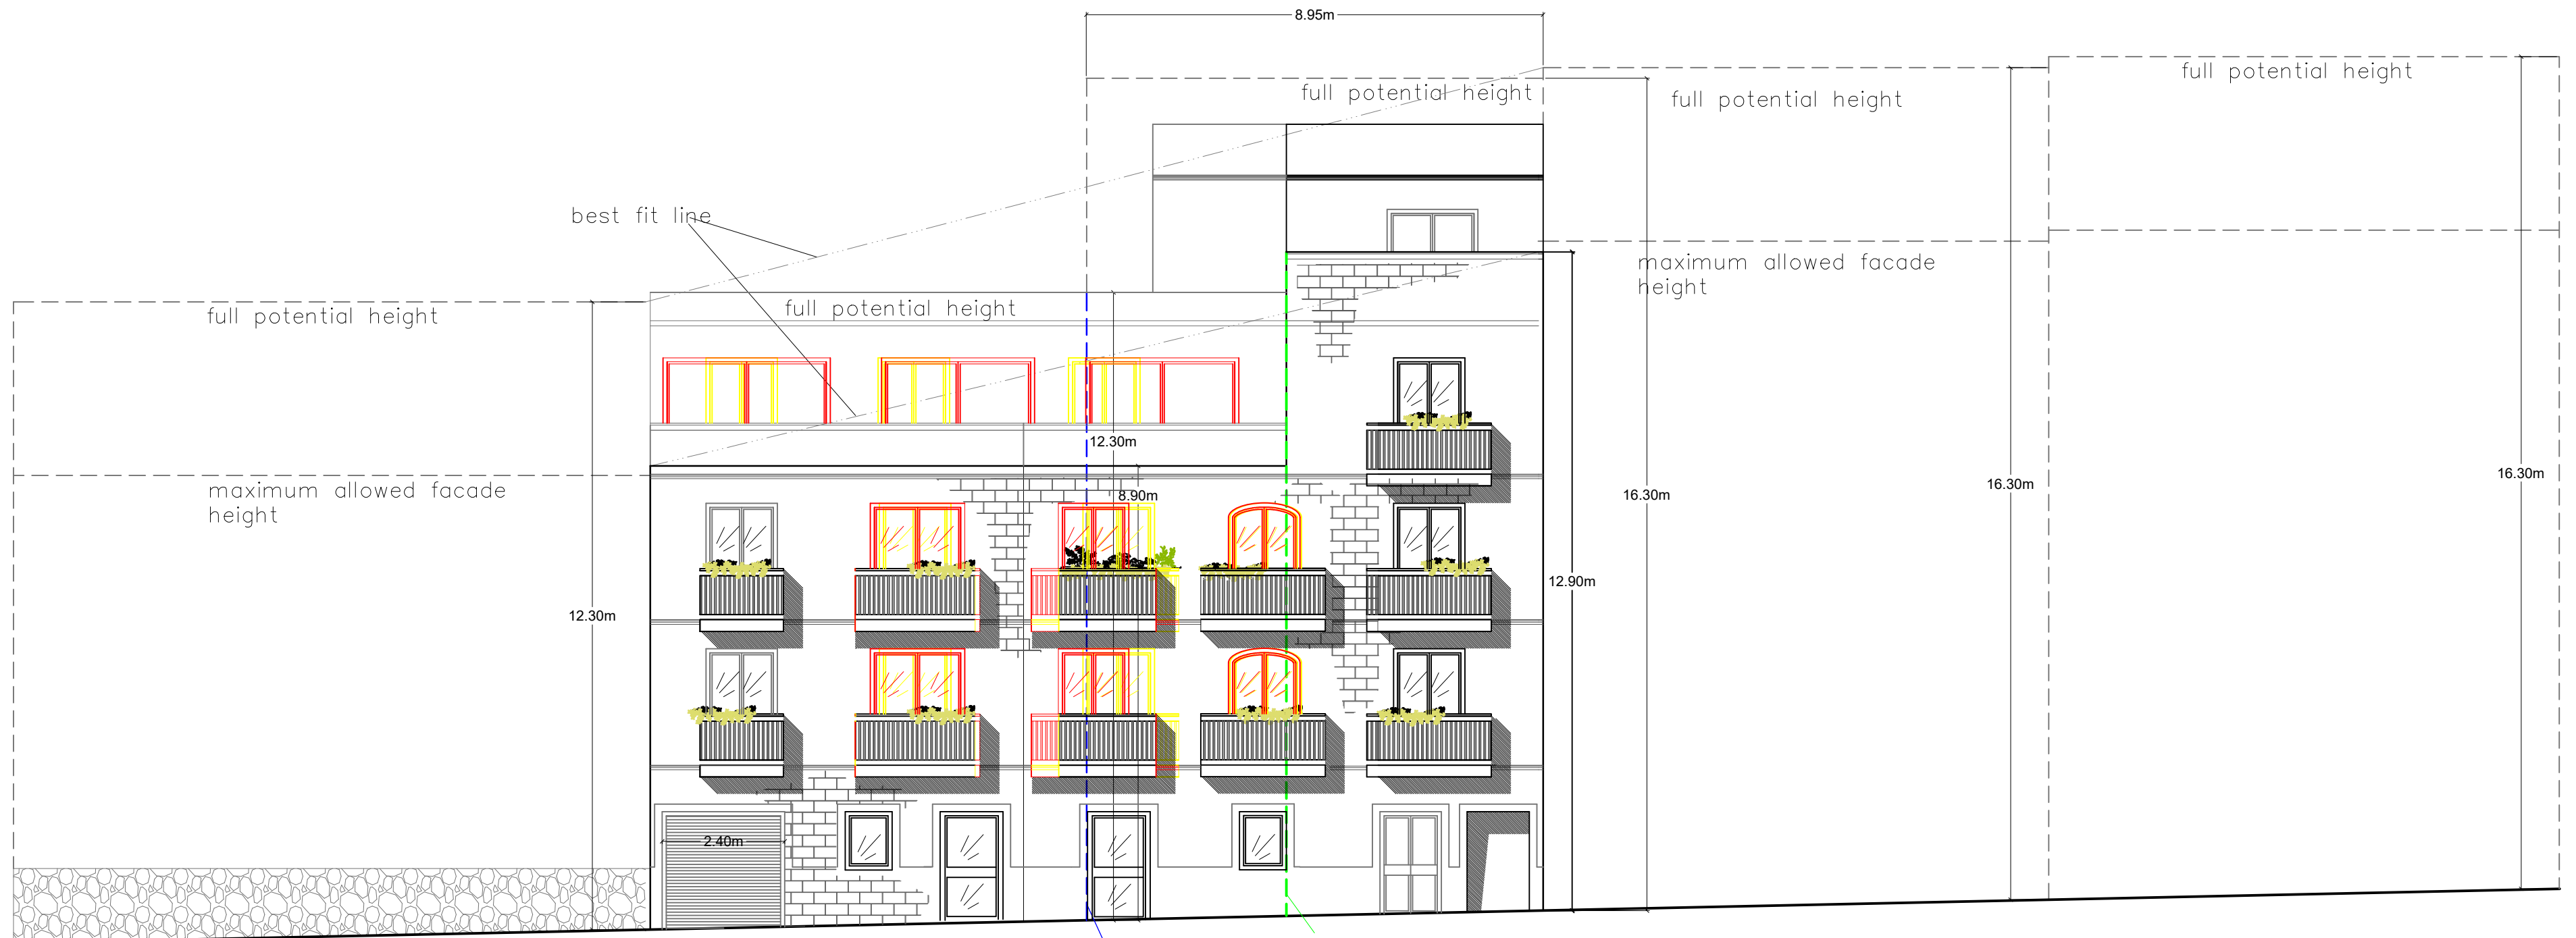 8.95m
full potential height
full potential height
full potential height
best fit line
maximum allowed facade
height
full potential height
full potential height
12.30m
16.30m
16.30m
16.30m
maximum allowed facade
height
8.90m
12.90m
12.30m
2.40m